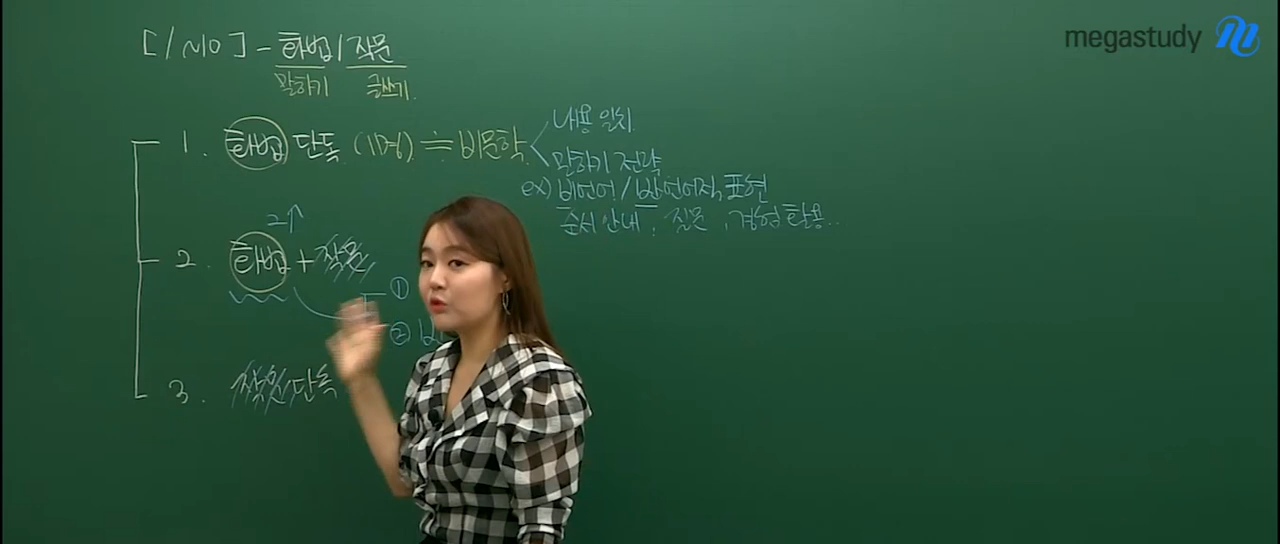 megastudy
[1~10] - 화법/작문
말하기 글쓰기
1. 화법 단독 (1명) ≒ 비문학
내용 일치
말하기 전략
ex) 비언어/반언어적 표현
순서 안내, 질문, 경험 활용..
2↑
2. 화법 + 작문
①
②
3. 작문 단독